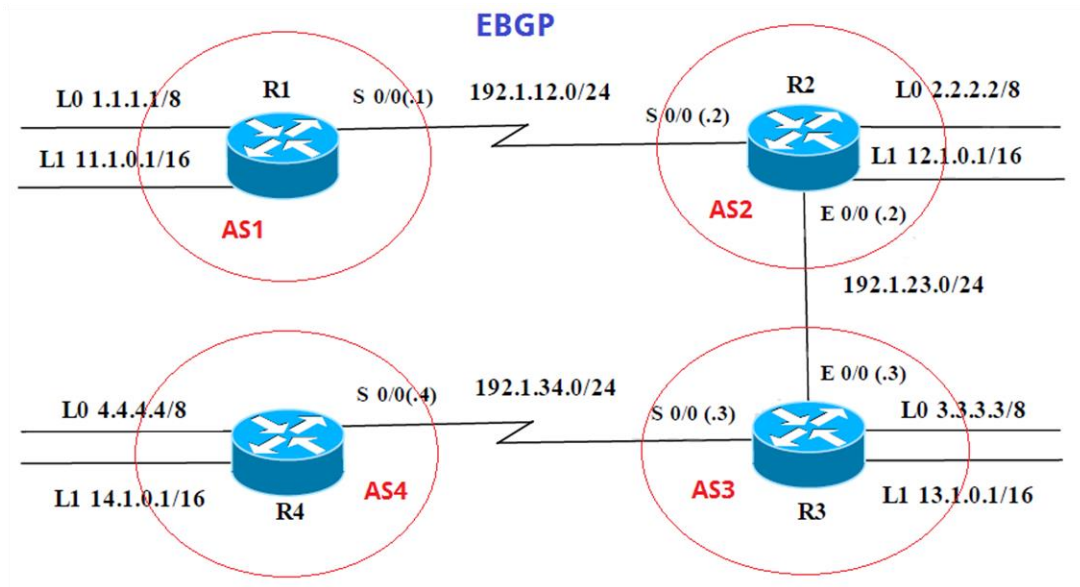 EBGP
R1
L0 1.1.1.1/8
S 0/0(.1)
L1 11.1.0.1/16
AS1
192.1.12.0/24
R2
L0 2.2.2.2/8
S 0/0 (.2)
L1 12.1.0.1/16
AS2
E 0/0 (.2)
192.1.23.0/24
L0 4.4.4.4/8
S 0/0(.4)
L1 14.1.0.1/16
AS4
R4
192.1.34.0/24
E 0/0 (.3)
S 0/0 (.3)
L0 3.3.3.3/8
AS3
L1 13.1.0.1/16
R3